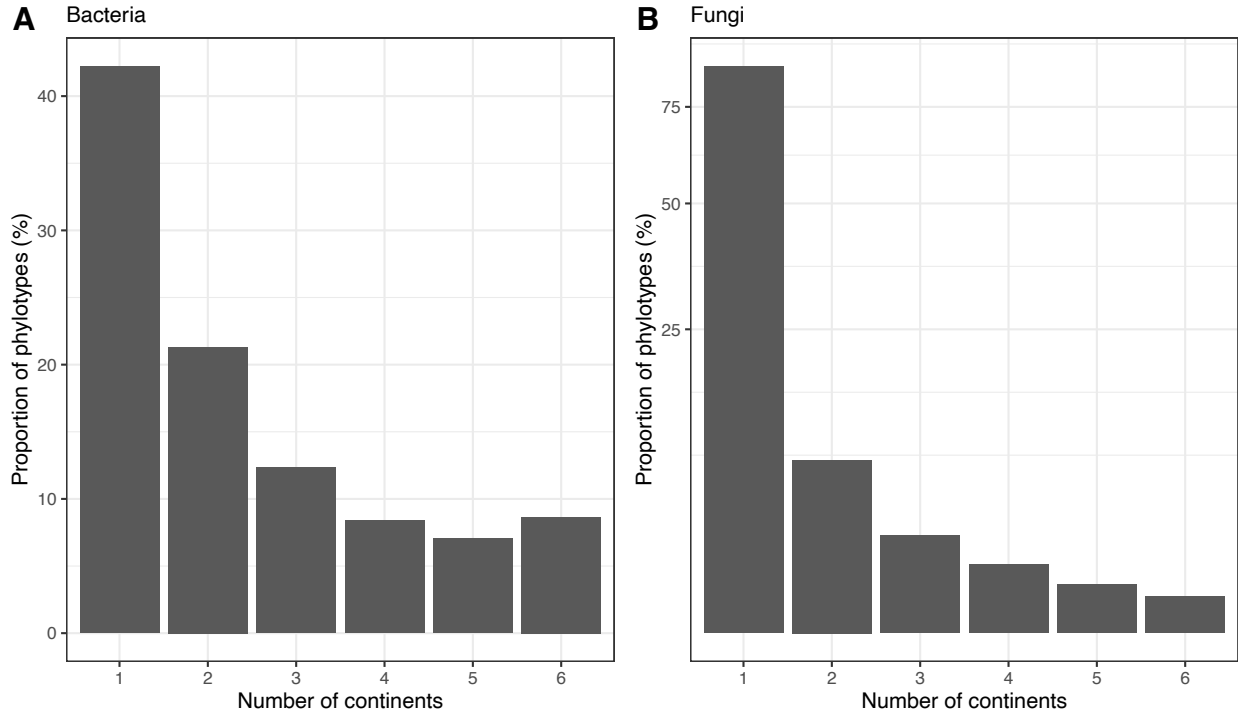 A Bacteria
Proportion of phylotypes (%)
40
30
20
10
0
1 2 3 4 5 6
Number of continents
B Fungi
Proportion of phylotypes (%)
75
50
25
1 2 3 4 5 6
Number of continents